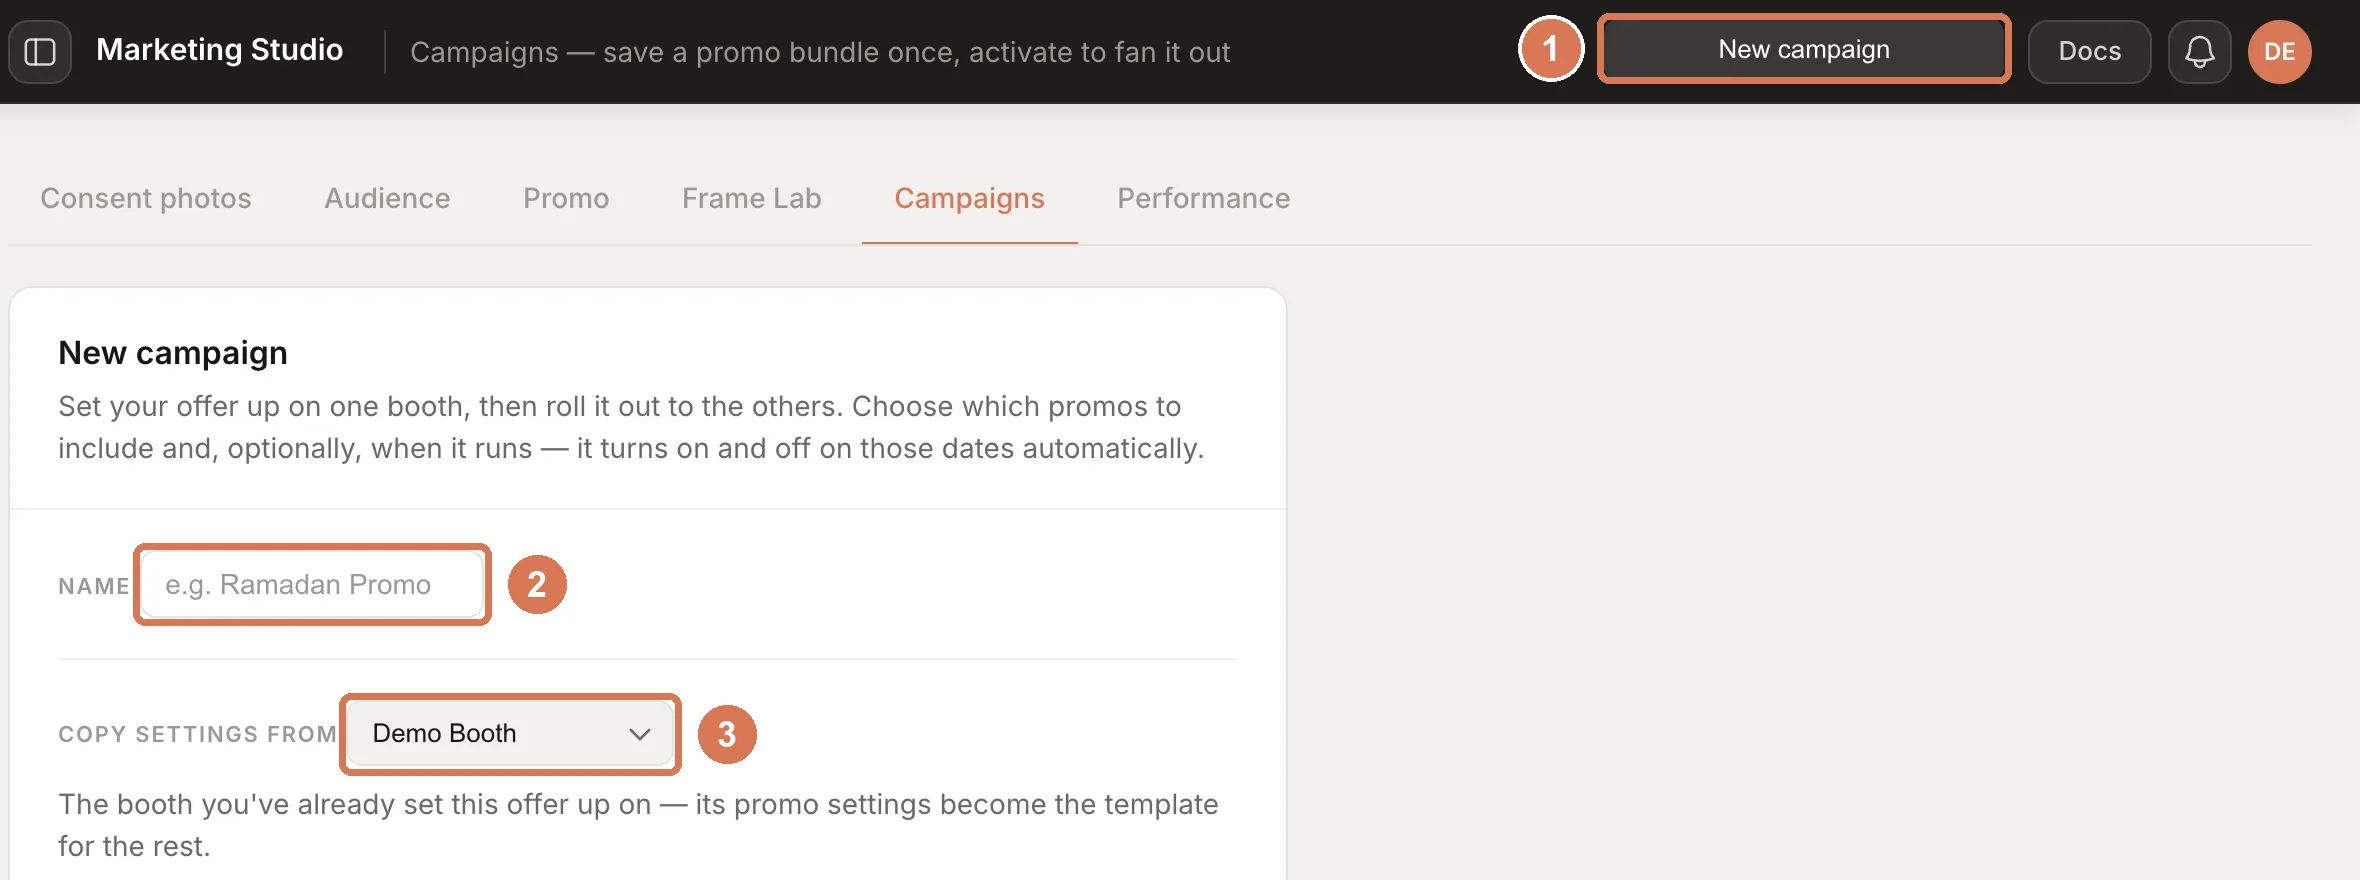 Marketing Studio
Campaigns — save a promo bundle once, activate to fan it out
1
New campaign
Docs
DE
Consent photos
Audience
Promo
Frame Lab
Campaigns
Performance
New campaign
Set your offer up on one booth, then roll it out to the others. Choose which promos to
include and, optionally, when it runs — it turns on and off on those dates automatically.
NAME
e.g. Ramadan Promo
2
COPY SETTINGS FROM
Demo Booth
3
The booth you've already set this offer up on — its promo settings become the template
for the rest.